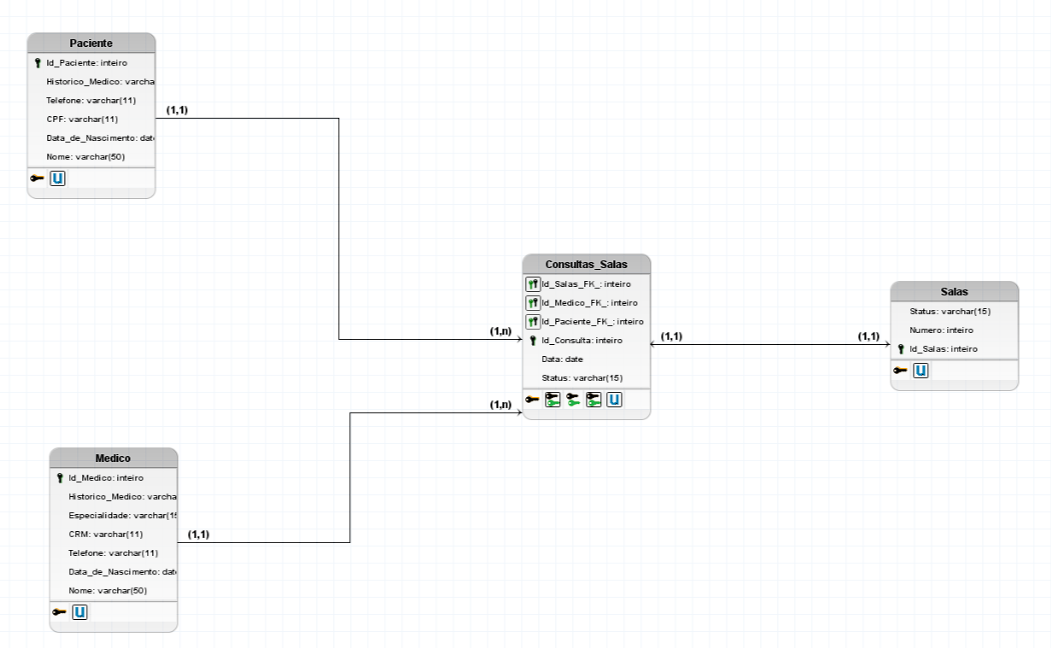 Paciente
Id_Paciente: inteiro
Historico_Medico: varcha
Telefone: varchar(11)
CPF: varchar(11)
Data_de_Nascimento: dat
Nome: varchar(50)
(1,1)
(1,n)
Consultas_Salas
Id_Salas_FK_: inteiro
Id_Medico_FK_: inteiro
Id_Paciente_FK_: inteiro
Id_Consulta: inteiro
Data: date
Status: varchar(15)
(1,1)
(1,1)
Salas
Status: varchar(15)
Numero: inteiro
Id_Salas: inteiro
(1,n)
Medico
Id_Medico: inteiro
Historico_Medico: varcha
Especialidade: varchar(15
CRM: varchar(11)
Telefone: varchar(11)
Data_de_Nascimento: dat
Nome: varchar(50)
(1,1)